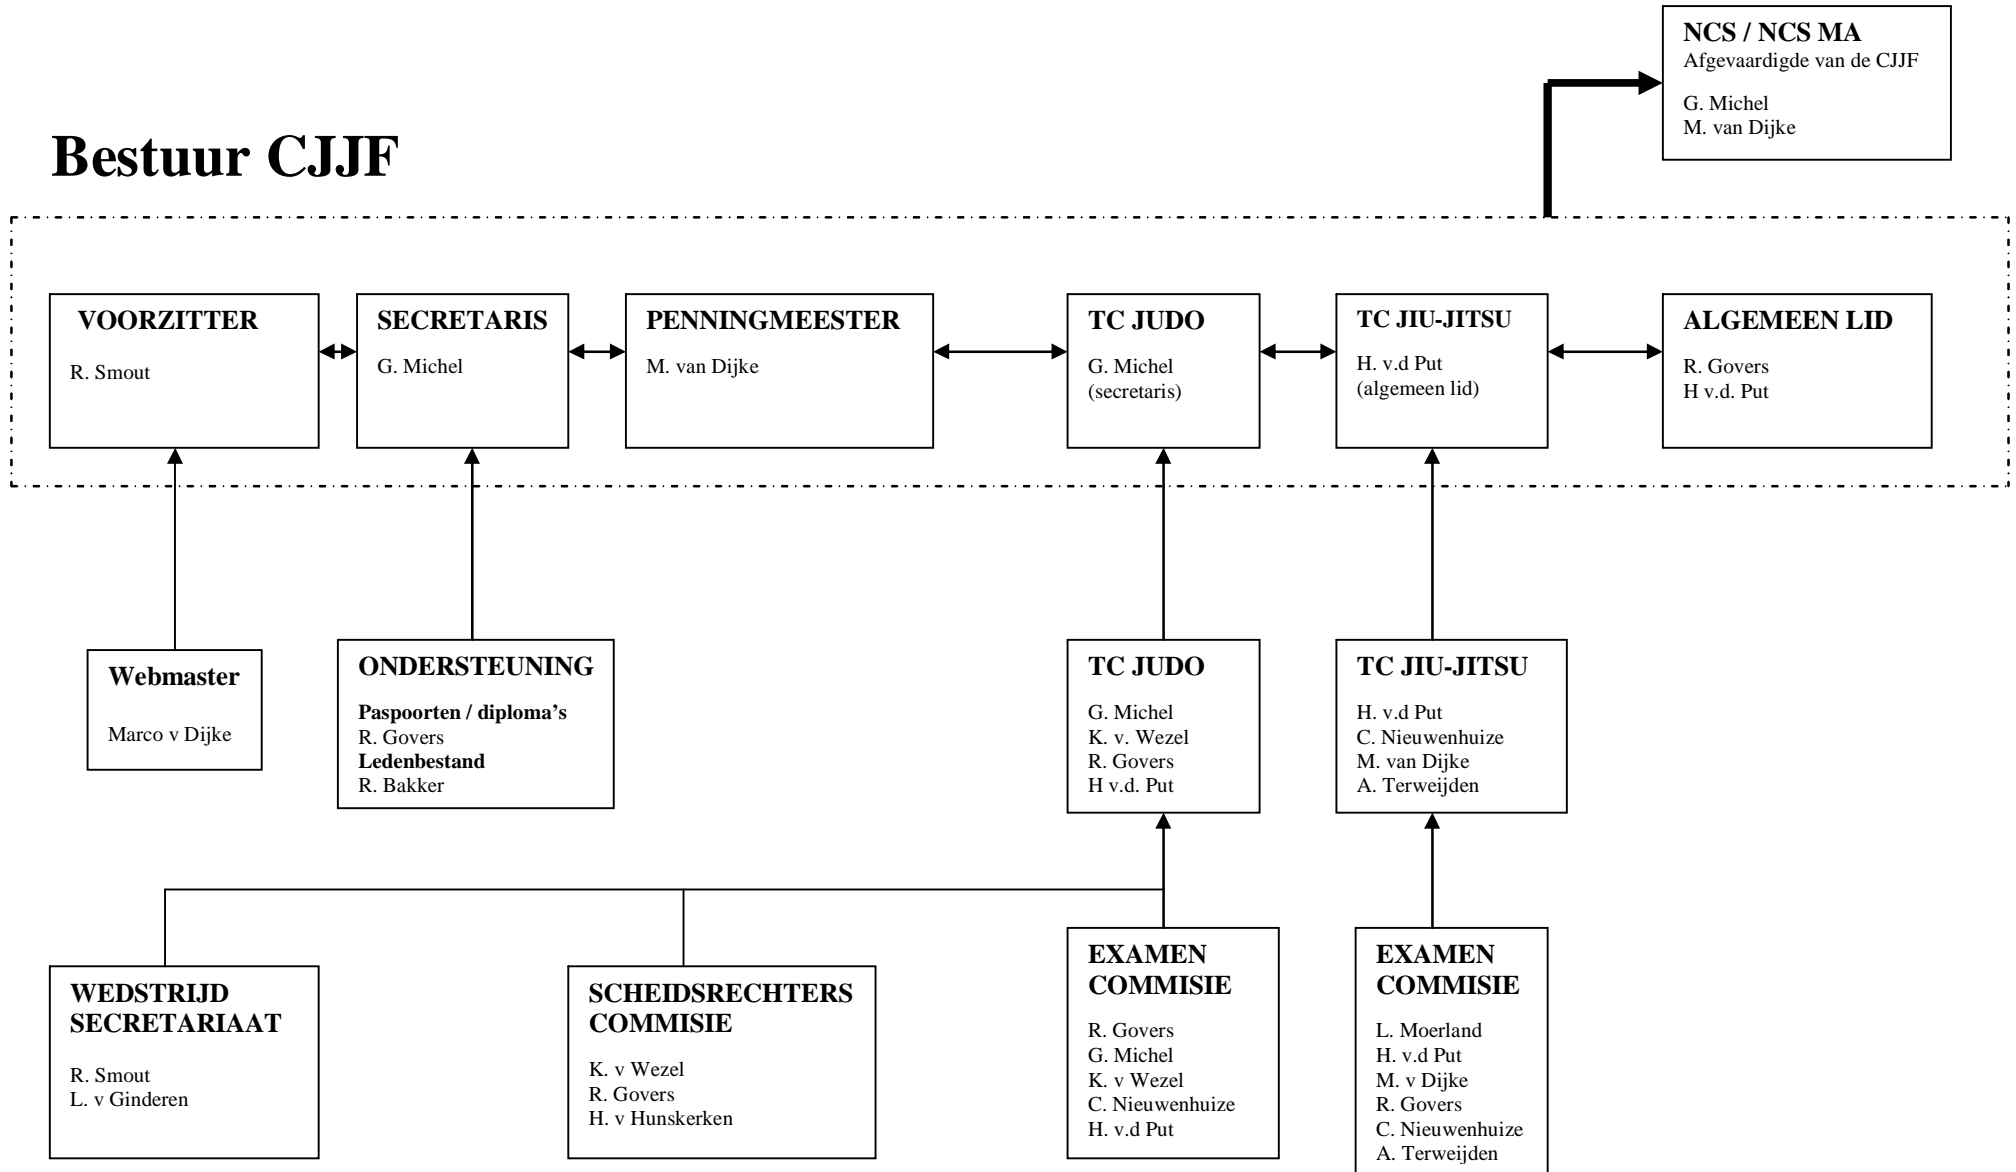 NCS / NCS MA
Afgevaardigde van de CJJF
G. Michel
M. van Dijke
Bestuur CJJF
VOORZITTER
R. Smout
SECRETARIS
G. Michel
PENNINGMEESTER
M. van Dijke
TC JUDO
G. Michel
(secretaris)
TC JIU-JITSU
H. v.d Put
(algemeen lid)
ALGEMEEN LID
R. Govers
H v.d. Put
Webmaster
Marco v Dijke
ONDERSTEUNING
Paspoorten / diploma’s
R. Govers
Ledenbestand
R. Bakker
TC JUDO
G. Michel
K. v. Wezel
R. Govers
H v.d. Put
TC JIU-JITSU
H. v.d Put
C. Nieuwenhuize
M. van Dijke
A. Terweijden
WEDSTRIJD
SECRETARIAAT
R. Smout
L. v Ginderen
SCHEIDSRECHTERS
COMMISIE
K. v Wezel
R. Govers
H. v Hunskerken
EXAMEN
COMMISIE
R. Govers
G. Michel
K. v Wezel
C. Nieuwenhuize
H. v.d Put
EXAMEN
COMMISIE
L. Moerland
H. v.d Put
M. v Dijke
R. Govers
C. Nieuwenhuize
A. Terweijden